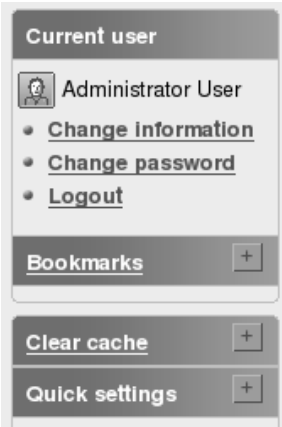 Current user
Administrator User
Change information
Change password
Logout
Bookmarks +
Clear cache +
Quick settings +